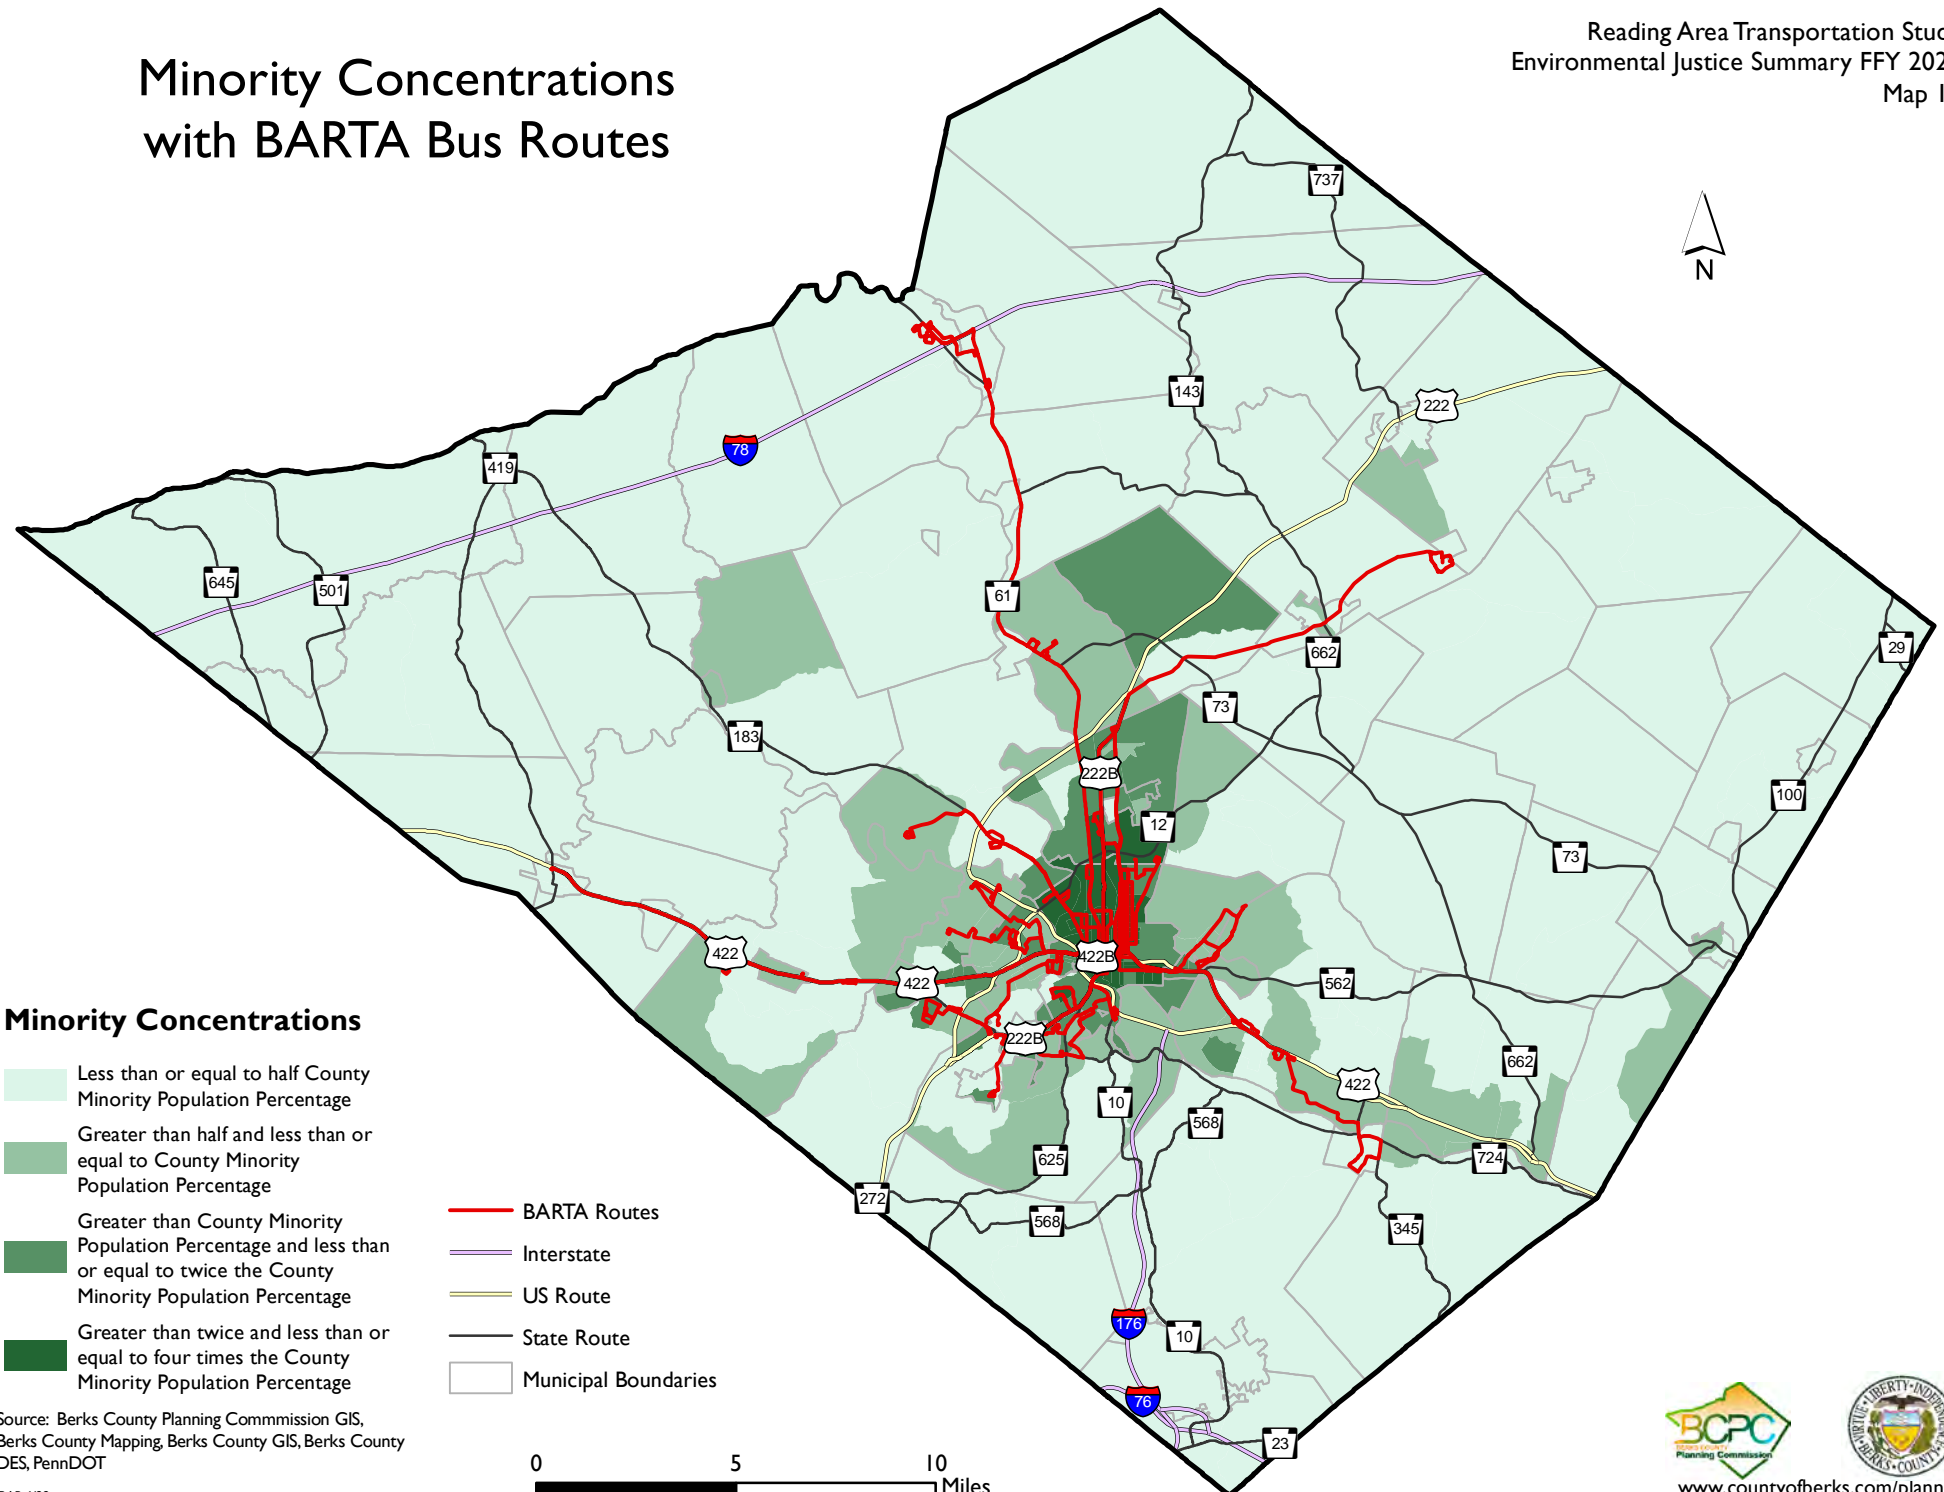 Minority Concentrations
with BARTA Bus Routes
Reading Area Transportation
Environmental Justice Summary FFY
Map
N
737
143
222
78
419
645
501
61
662
29
73
183
222B
12
100
73
422
422
422B
562
222B
662
422
10
568
625
724
272
568
345
176
10
76
23
Minority Concentrations
Less than or equal to half County
Minority Population Percentage
Greater than half and less than or
equal to County Minority
Population Percentage
Greater than County Minority
Population Percentage and less than
or equal to twice the County
Minority Population Percentage
Greater than twice and less than or
equal to four times the County
Minority Population Percentage
BARTA Routes
Interstate
US Route
State Route
Municipal Boundaries
Source: Berks County Planning Commmission GIS,
Berks County Mapping, Berks County GIS, Berks County
DES, PennDOT
0 5 10
Miles
BCPC
Planning Commission
VIRTUE • LIBERTY • 
BERKS • COUNTY